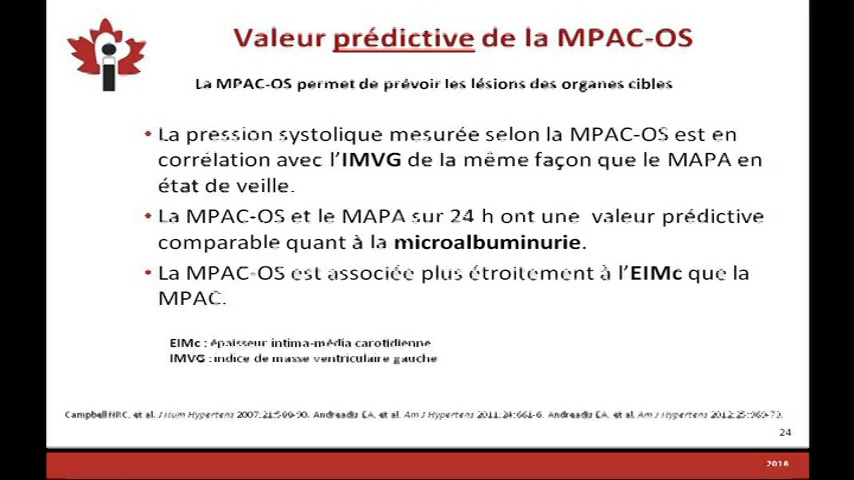 Valeur prédictive de la MPAC-OS
La MPAC-OS permet de prévoir les lésions des organes cibles
• La pression systolique mesurée selon la MPAC-OS est en
corrélation avec l’IMVG de la même façon que le MAPA en
état de veille.
• La MPAC-OS et le MAPA sur 24 h ont une valeur prédictive
comparable quant à la microalbuminurie.
• La MPAC-OS est associée plus étroitement à l’EIMc que la
MPAC.
EIMc : épaisseur intima-média carotidienne
IMVG : indice de masse ventriculaire gauche
Campbell NRC, et al. J Hum Hypertens 2007;21:588-90. Andreadis EA, et al. Am J Hypertens 2011;24:661-6. Andreadis EA, et al. Am J Hypertens 2012;25:969-73.
24
2018